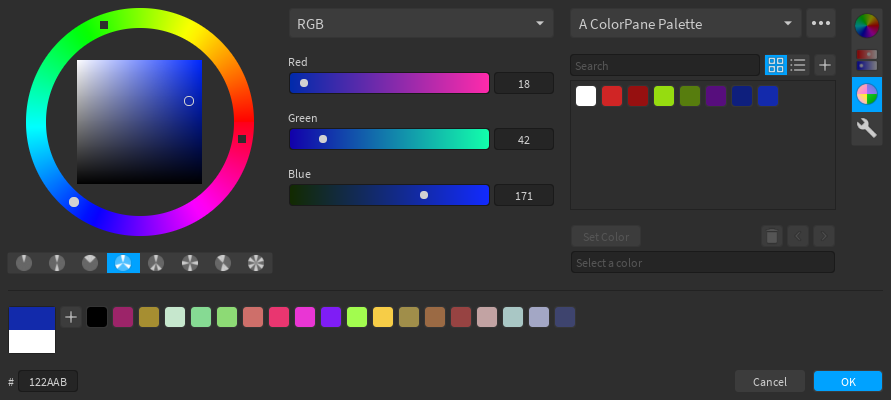 RGB
A ColorPane Palette
Red
18
Green
42
Blue
171
Search
Set Color
Select a color
# 122AAB
Cancel
OK